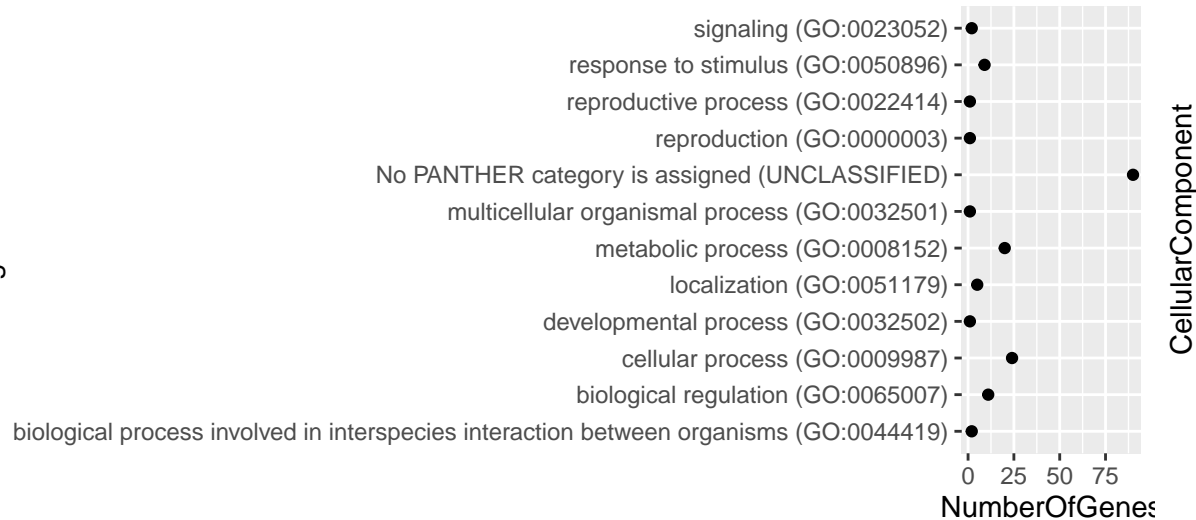 signaling (GO:0023052)
response to stimulus (GO:0050896)
reproductive process (GO:0022414)
reproduction (GO:0000003)
No PANTHER category is assigned (UNCLASSIFIED)
multicellular organismal process (GO:0032501)
metabolic process (GO:0008152)
localization (GO:0051179)
developmental process (GO:0032502)
cellular process (GO:0009987)
biological regulation (GO:0065007)
biological process involved in interspecies interaction between organisms (GO:0044419)
0 25 50 75
NumberOfGenes
CellularComponent